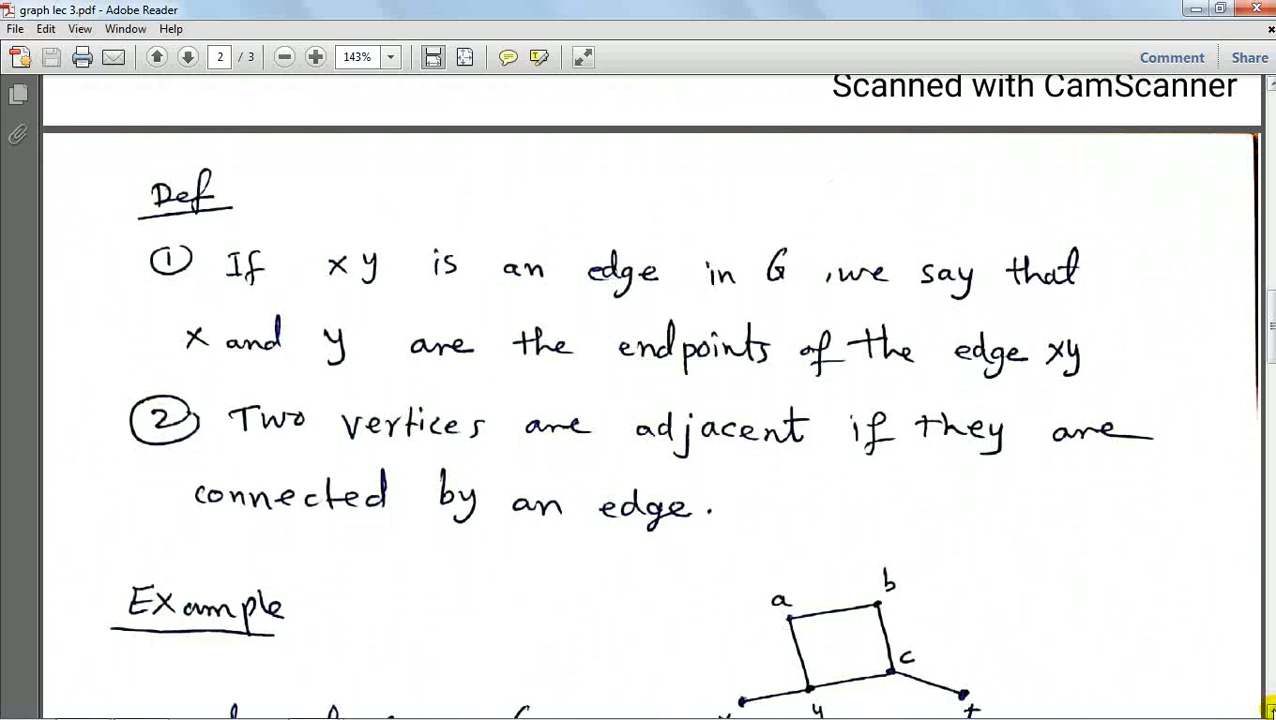 graph lec 3.pdf - Adobe Reader
File Edit View Window Help
2 / 3 143% Comment Share
Scanned with CamScanner
Def
① If xy is an edge in G, we say that
x and y are the endpoints of the edge xy
② Two vertices are adjacent if they are
connected by an edge.
Example
a b
c
y